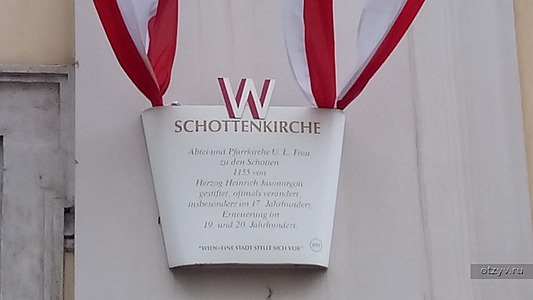 W
SCHOTTENKIRCHE
Abtei und Pfarrkirche U. L. Frau
zu den Schotten
1155 von
Herzog Heinrich Jasomirgott
gestiftet, oftmals verändert,
insbesondere im 17. Jahrhundert.
Erneuerung im
19. und 20. Jahrhundert.
"WIEN - EINE STADT STELLT SICH VOR"
otzyv.ru